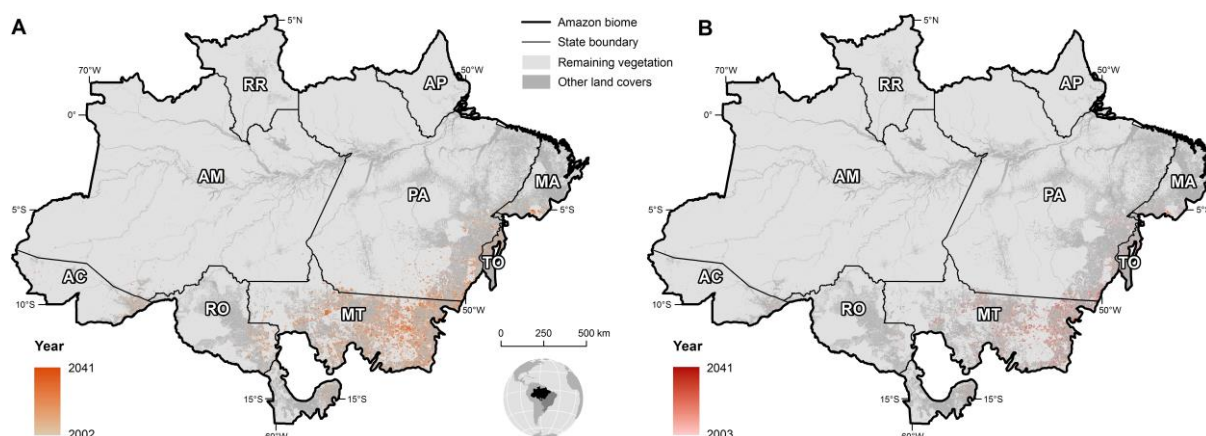 A
5°N
Amazon biome
State boundary
Remaining vegetation
Other land covers
70°W
50°W
0°
RR
AP
AM
PA
MA
5°S
5°S
AC
TO
10°S
RO
MT
50°W
Year
2041
2002
0 250 500 km
15°S
15°S
60°W
B
5°N
70°W
50°W
0°
RR
AP
AM
PA
MA
5°S
5°S
AC
TO
10°S
RO
MT
50°W
Year
2041
2003
15°S
15°S
60°W